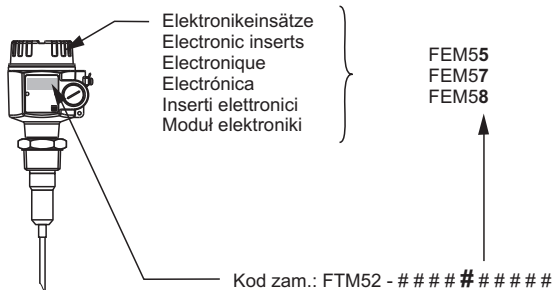 Elektronikeinsätze
Electronic inserts
Electronique
Electrónica
Inserti elettronici
Moduł elektroniki
FEM55
FEM57
FEM58
Kod zam.: FTM52 - # # # # # # # # # #